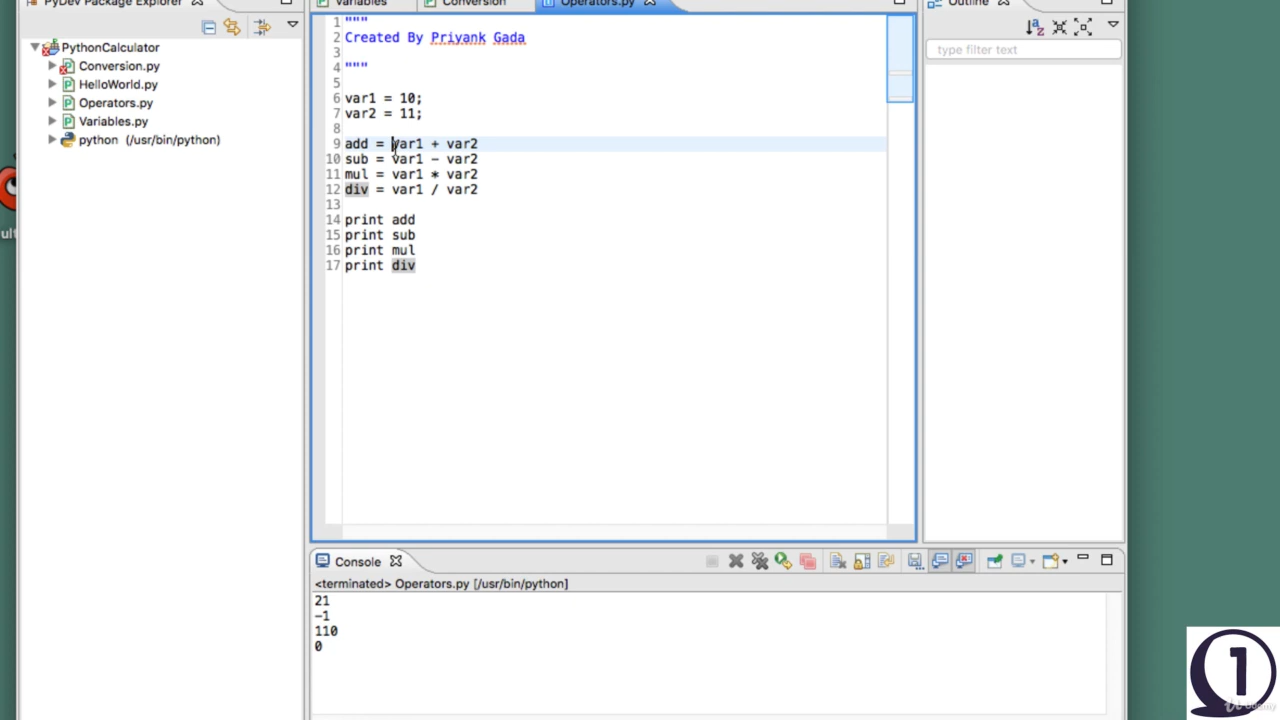 PyDev Package Explorer
PythonCalculator
Conversion.py
HelloWorld.py
Operators.py
Variables.py
python (/usr/bin/python)
Variables
Conversion
Operators.py
1 """
2 Created By Priyank Gada
3
4 """
5
6 var1 = 10;
7 var2 = 11;
8
9 add = var1 + var2
10 sub = var1 - var2
11 mul = var1 * var2
12 div = var1 / var2
13
14 print add
15 print sub
16 print mul
17 print div
Outline
type filter text
Console
<terminated> Operators.py [/usr/bin/python]
21
-1
110
0
ult
1
Udemy